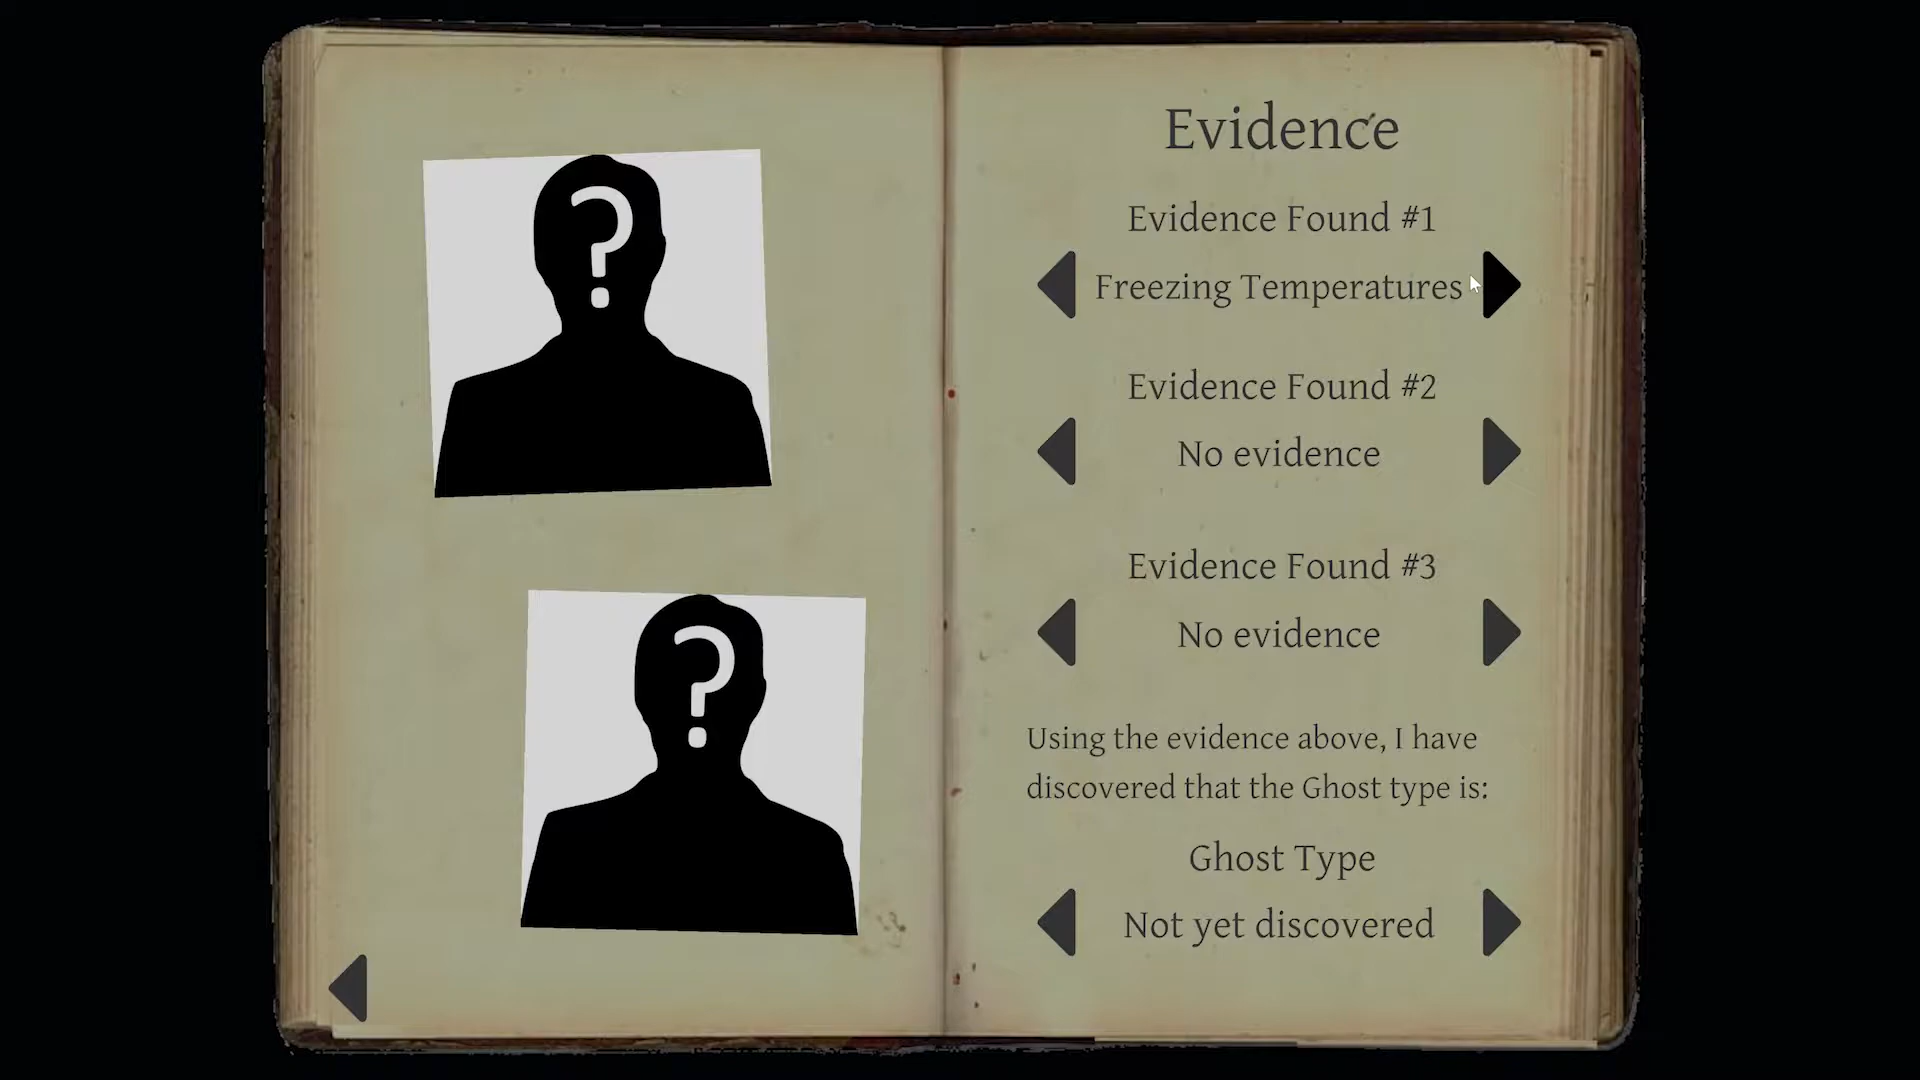 ?
?
Evidence
Evidence Found #1
Freezing Temperatures
Evidence Found #2
No evidence
Evidence Found #3
No evidence
Using the evidence above, I have
discovered that the Ghost type is:
Ghost Type
Not yet discovered